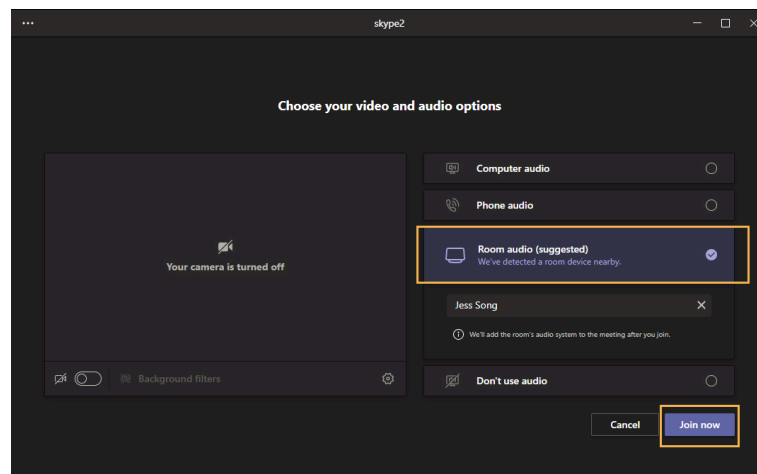 skype2
Choose your video and audio options
Your camera is turned off
Background filters
Computer audio
Phone audio
Room audio (suggested)
We've detected a room device nearby.
Jess Song
We'll add the room's audio system to the meeting after you join.
Don't use audio
Cancel
Join now